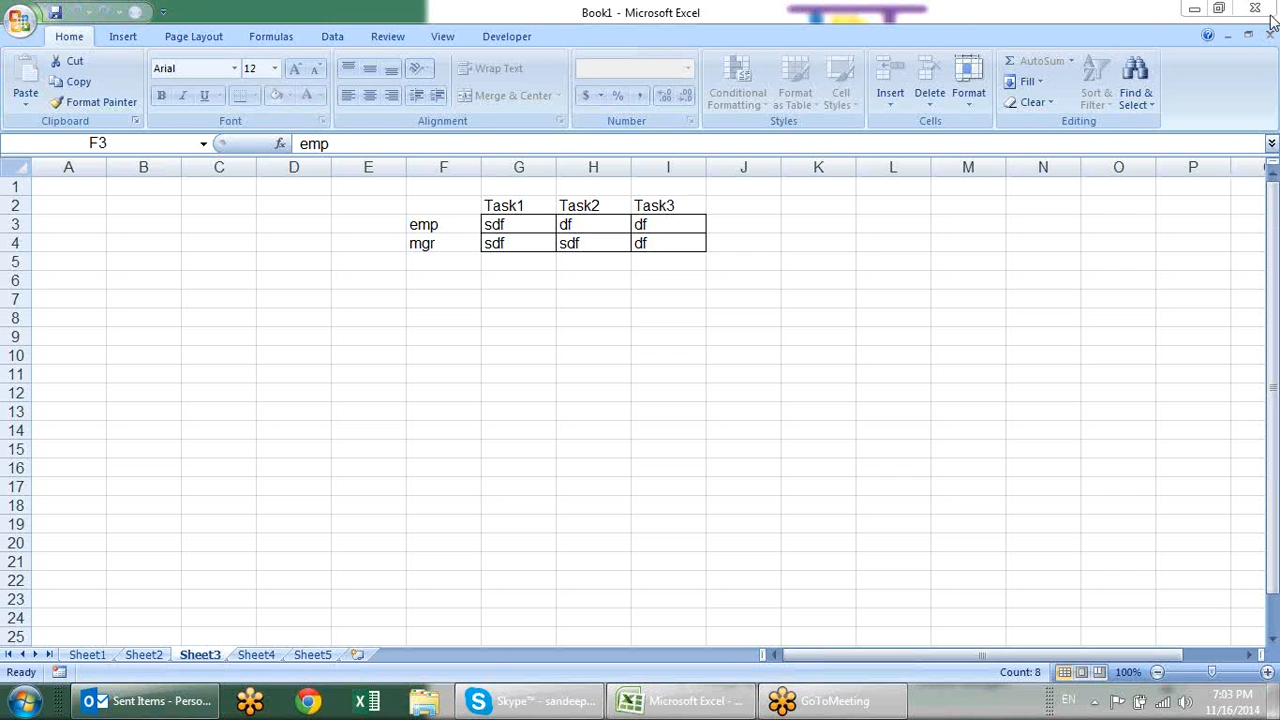 Book1 - Microsoft Excel
Home Insert Page Layout Formulas Data Review View Developer
Paste
Cut
Copy
Format Painter
Clipboard
Arial 12
B I U A
Font
Wrap Text
Merge & Center
Alignment
$ % ,
Number
Conditional Formatting
Format as Table
Cell Styles
Styles
Insert Delete Format
Cells
AutoSum
Fill
Clear
Sort & Filter
Find & Select
Editing
F3 fx emp
A B C D E F G H I J K L M N O P
1
2 Task1 Task2 Task3
3 emp sdf df df
4 mgr sdf sdf df
5
6
7
8
9
10
11
12
13
14
15
16
17
18
19
20
21
22
23
24
25
Sheet1 Sheet2 Sheet3 Sheet4 Sheet5
Ready Count: 8 100%
Sent Items - Perso... Skype™ - sandeep... Microsoft Excel - ... GoToMeeting EN 7:03 PM
11/16/2014